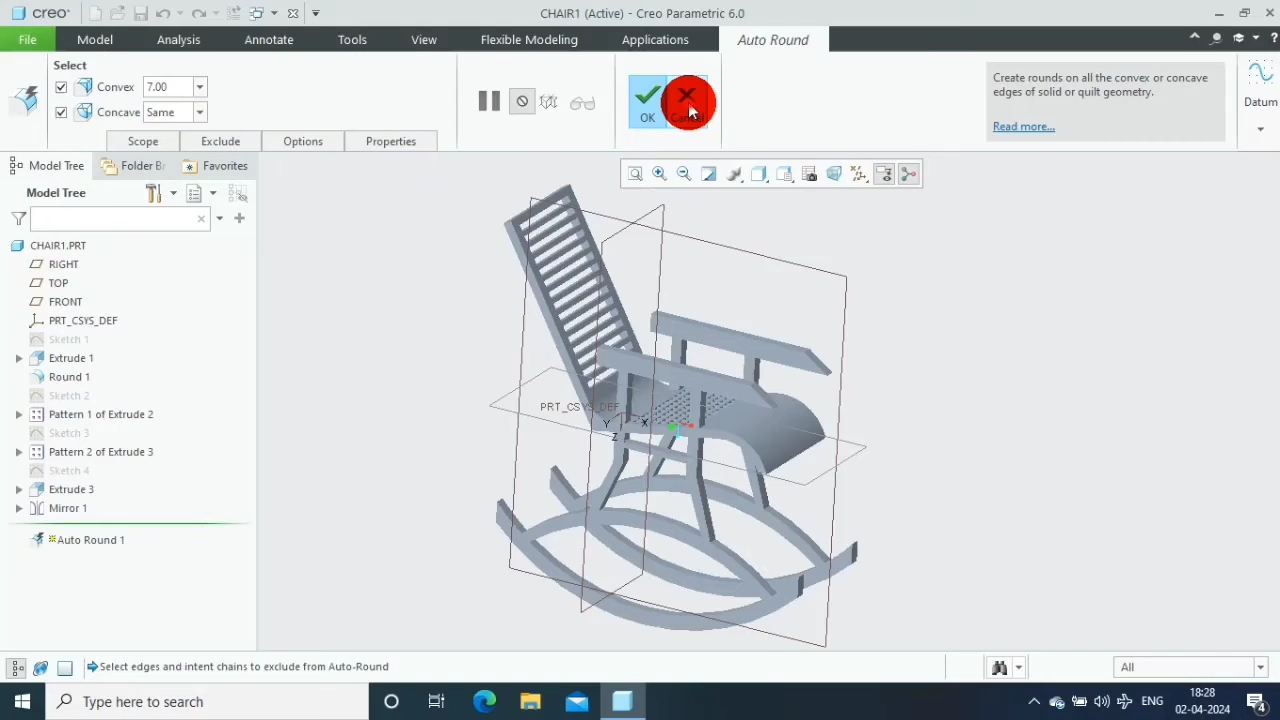 creo CHAIR1 (Active) - Creo Parametric 6.0
File Model Analysis Annotate Tools View Flexible Modeling Applications Auto Round
Select
Convex 7.00
Concave Same
OK Cancel
Scope Exclude Options Properties
Create rounds on all the convex or concave
edges of solid or quilt geometry.
Read more...
Datum
Model Tree Folder Br Favorites
Model Tree
CHAIR1.PRT
RIGHT
TOP
FRONT
PRT_CSYS_DEF
Sketch 1
Extrude 1
Round 1
Sketch 2
Pattern 1 of Extrude 2
Sketch 3
Pattern 2 of Extrude 3
Sketch 4
Extrude 3
Mirror 1
Auto Round 1
PRT_CSYS_DEF
Y X
Z
Select edges and intent chains to exclude from Auto-Round
All
Type here to search
ENG
18:28
02-04-2024
4